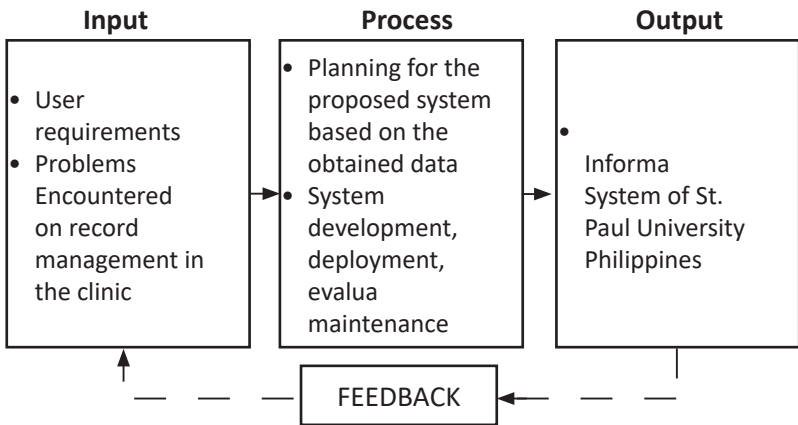 Input
• User
requirements
• Problems
Encountered
on record
management in
the clinic
Process
• Planning for the
proposed system
based on the
obtained data
• System
development,
deployment,
evalua
maintenance
Output
•
Informa
System of St.
Paul University
Philippines
FEEDBACK